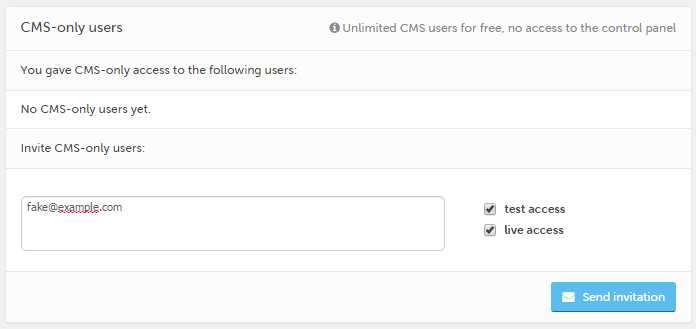 CMS-only users
Unlimited CMS users for free, no access to the control panel
You gave CMS-only access to the following users:
No CMS-only users yet.
Invite CMS-only users:
fake@example.com
test access
live access
Send invitation